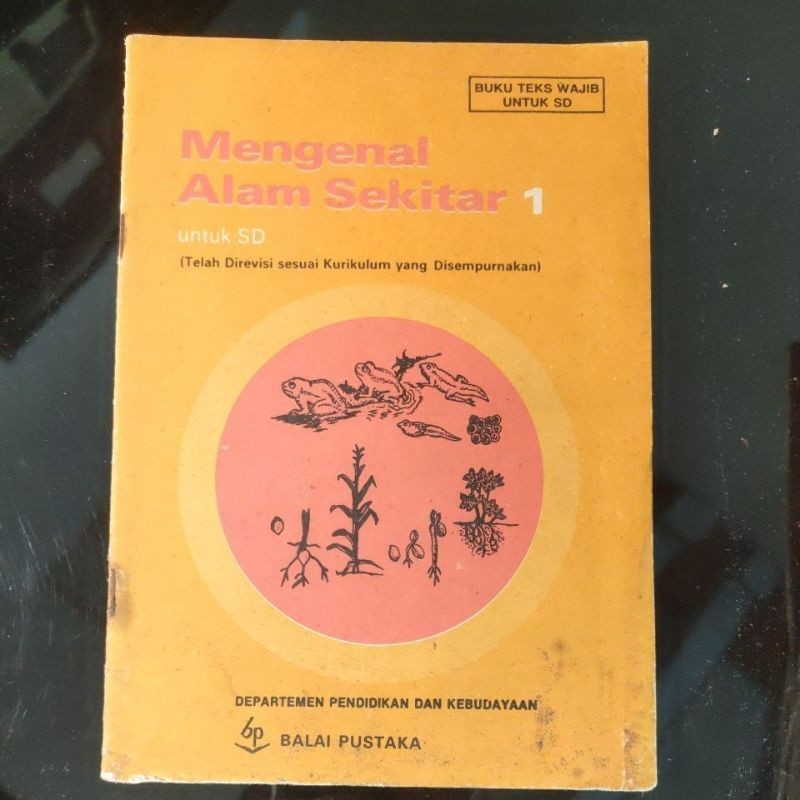 BUKU TEKS WAJIB
UNTUK SD
Mengenal
Alam Sekitar 1
untuk SD
(Telah Direvisi sesuai Kurikulum yang Disempurnakan)
DEPARTEMEN PENDIDIKAN DAN KEBUDAYAAN
bp BALAI PUSTAKA